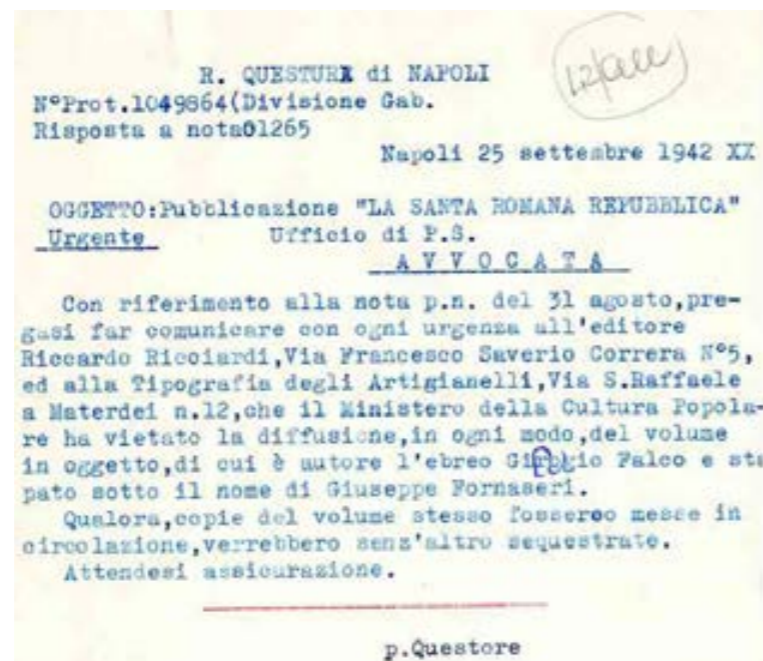 R. QUESTURA di NAPOLI
N°Prot.1049864(Divisione Gab.
Risposta a nota01265
Napoli 25 settembre 1942 XX
OGGETTO:Pubblicazione "LA SANTA ROMANA REPUBBLICA"
Urgente Ufficio di P.S.
A V V O C A T A
Con riferimento alla nota p.n. del 31 agosto,pre-
gasi far comunicare con ogni urgenza all'editore
Riccardo Ricciardi,Via Francesco Saverio Correra N°5,
ed alla Tipografia degli Artigianelli,Via S.Raffaele
a Materdei n.12,che il Ministero della Cultura Popola-
re ha vietato la diffusione,in ogni modo,del volume
in oggetto,di cui è autore l'ebreo Giorgio Falco e sta
pato sotto il nome di Giuseppe Fornaseri.
Qualora,copie del volume stesso fossereo messe in
circolazione,verrebbero senz'altro sequestrate.
Attendesi assicurazione.
p.Questore